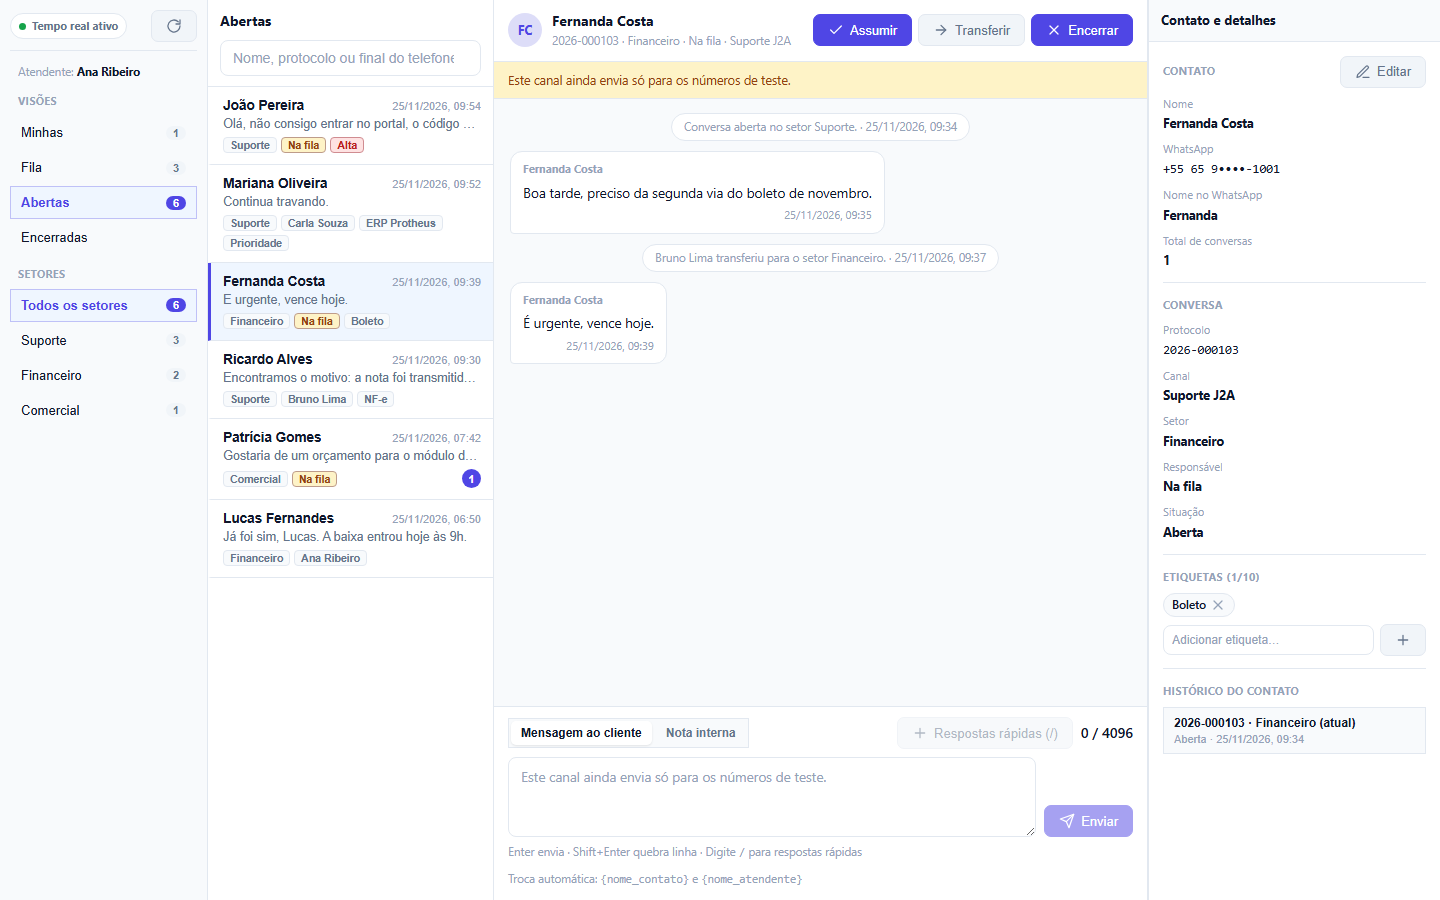 Tempo real ativo
Atendente: Ana Ribeiro
VISÕES
Minhas 1
Fila 3
Abertas 6
Encerradas
SETORES
Todos os setores 6
Suporte 3
Financeiro 2
Comercial 1
Abertas
Nome, protocolo ou final do telefone
João Pereira 25/11/2026, 09:54
Olá, não consigo entrar no portal, o código ...
Suporte Na fila Alta
Mariana Oliveira 25/11/2026, 09:52
Continua travando.
Suporte Carla Souza ERP Protheus
Prioridade
Fernanda Costa 25/11/2026, 09:39
É urgente, vence hoje.
Financeiro Na fila Boleto
Ricardo Alves 25/11/2026, 09:30
Encontramos o motivo: a nota foi transmitid...
Suporte Bruno Lima NF-e
Patrícia Gomes 25/11/2026, 07:42
Gostaria de um orçamento para o módulo d...
Comercial Na fila 1
Lucas Fernandes 25/11/2026, 06:50
Já foi sim, Lucas. A baixa entrou hoje às 9h.
Financeiro Ana Ribeiro
FC
Fernanda Costa
2026-000103 · Financeiro · Na fila · Suporte J2A
Assumir Transferir Encerrar
Este canal ainda envia só para os números de teste.
Conversa aberta no setor Suporte. · 25/11/2026, 09:34
Fernanda Costa
Boa tarde, preciso da segunda via do boleto de novembro.
25/11/2026, 09:35
Bruno Lima transferiu para o setor Financeiro. · 25/11/2026, 09:37
Fernanda Costa
É urgente, vence hoje.
25/11/2026, 09:39
Mensagem ao cliente Nota interna Respostas rápidas (/) 0 / 4096
Este canal ainda envia só para os números de teste.
Enviar
Enter envia · Shift+Enter quebra linha · Digite / para respostas rápidas
Troca automática: {nome_contato} e {nome_atendente}
Contato e detalhes
CONTATO Editar
Nome
Fernanda Costa
WhatsApp
+55 65 9••••-1001
Nome no WhatsApp
Fernanda
Total de conversas
1
CONVERSA
Protocolo
2026-000103
Canal
Suporte J2A
Setor
Financeiro
Responsável
Na fila
Situação
Aberta
ETIQUETAS (1/10)
Boleto
Adicionar etiqueta...
HISTÓRICO DO CONTATO
2026-000103 · Financeiro (atual)
Aberta · 25/11/2026, 09:34